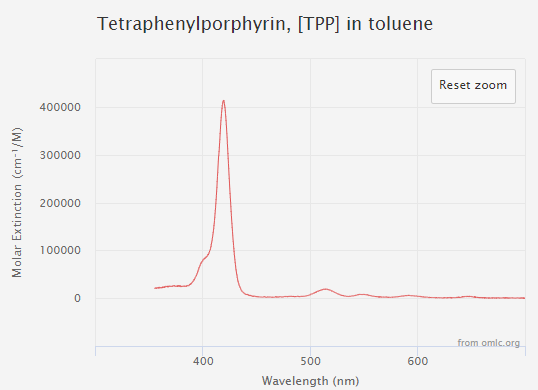 Tetraphenylporphyrin, [TPP] in toluene
Reset zoom
400000
300000
200000
100000
0
Molar Extinction (cm⁻¹/M)
from omlc.org
400
500
600
Wavelength (nm)